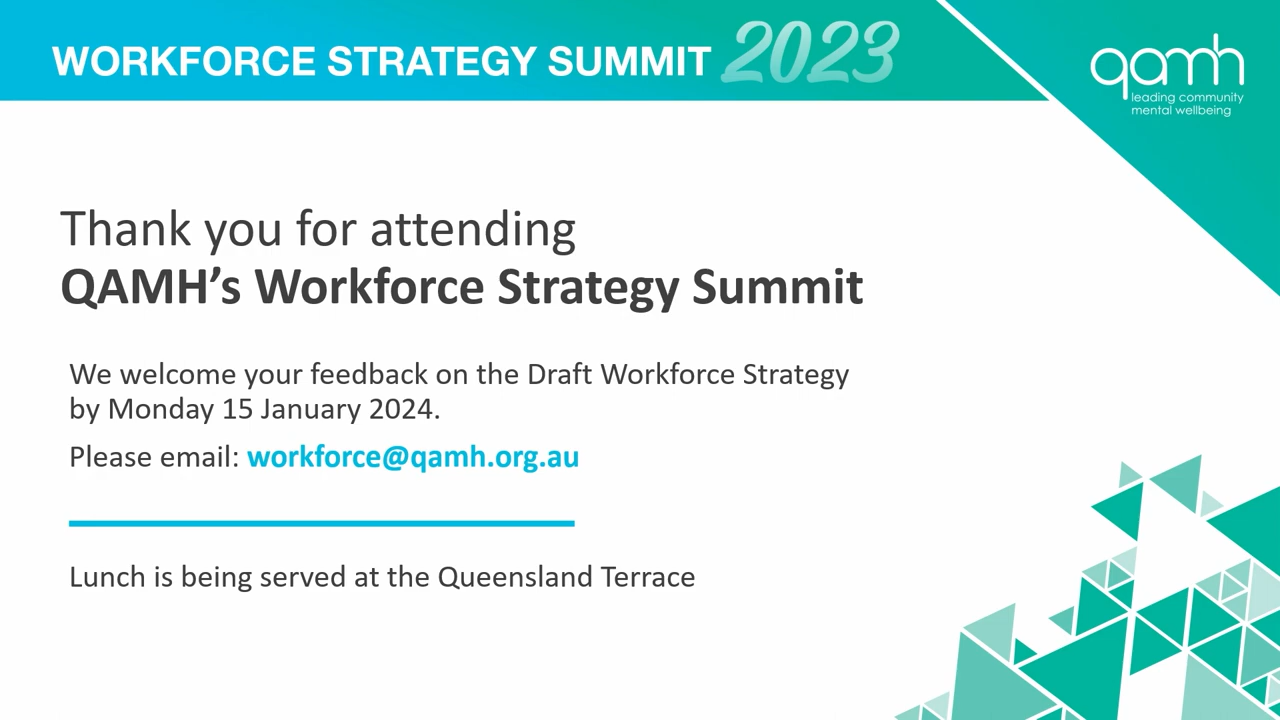 WORKFORCE STRATEGY SUMMIT 2023
qamh
leading community
mental wellbeing
Thank you for attending
QAMH’s Workforce Strategy Summit
We welcome your feedback on the Draft Workforce Strategy
by Monday 15 January 2024.
Please email: workforce@qamh.org.au
Lunch is being served at the Queensland Terrace